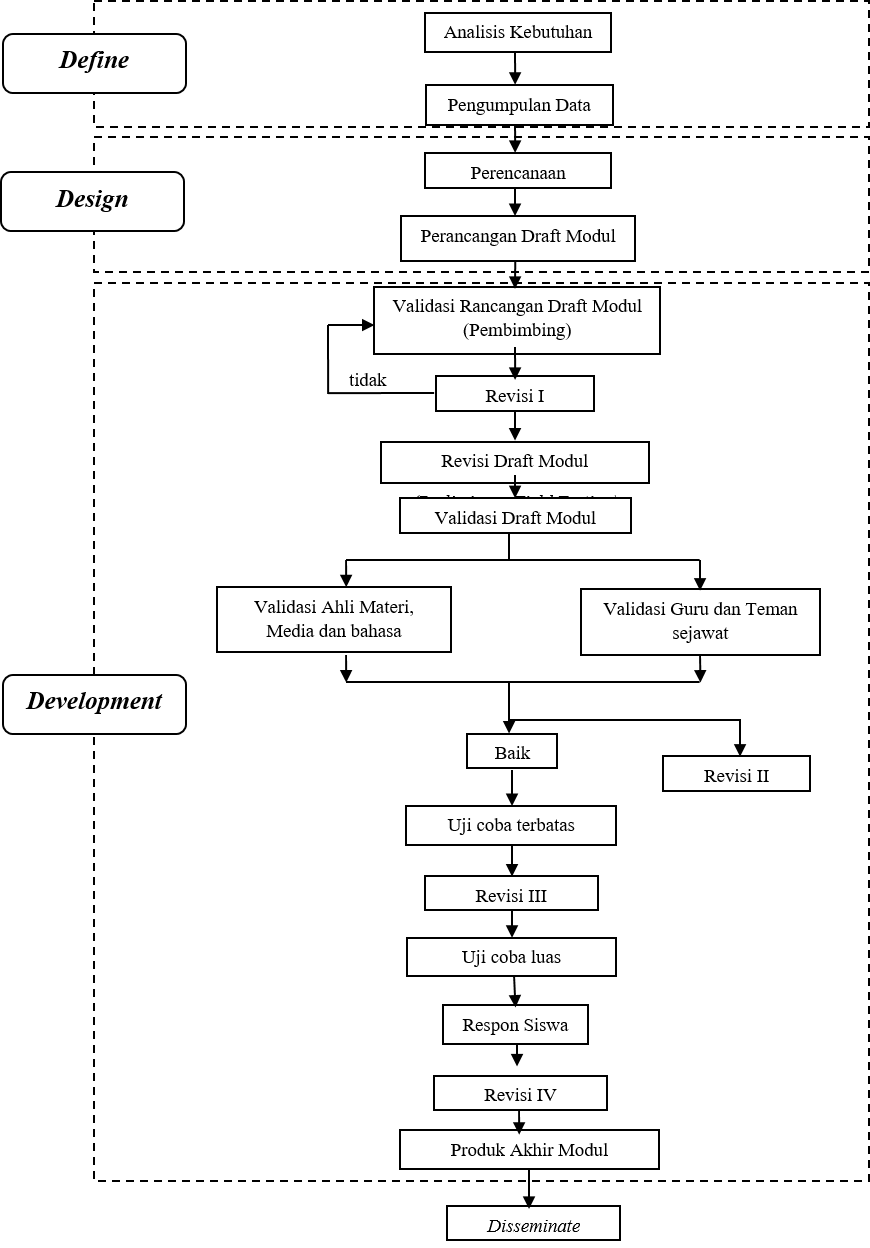 Analisis Kebutuhan
Define
Pengumpulan Data
Perencanaan
Design
Perancangan Draft Modul
Validasi Rancangan Draft Modul
(Pembimbing)
tidak
Revisi I
Revisi Draft Modul
Validasi Draft Modul
Validasi Ahli Materi,
Media dan bahasa
Validasi Guru dan Teman
sejawat
Development
Baik
Revisi II
Uji coba terbatas
Revisi III
Uji coba luas
Respon Siswa
Revisi IV
Produk Akhir Modul
Disseminate